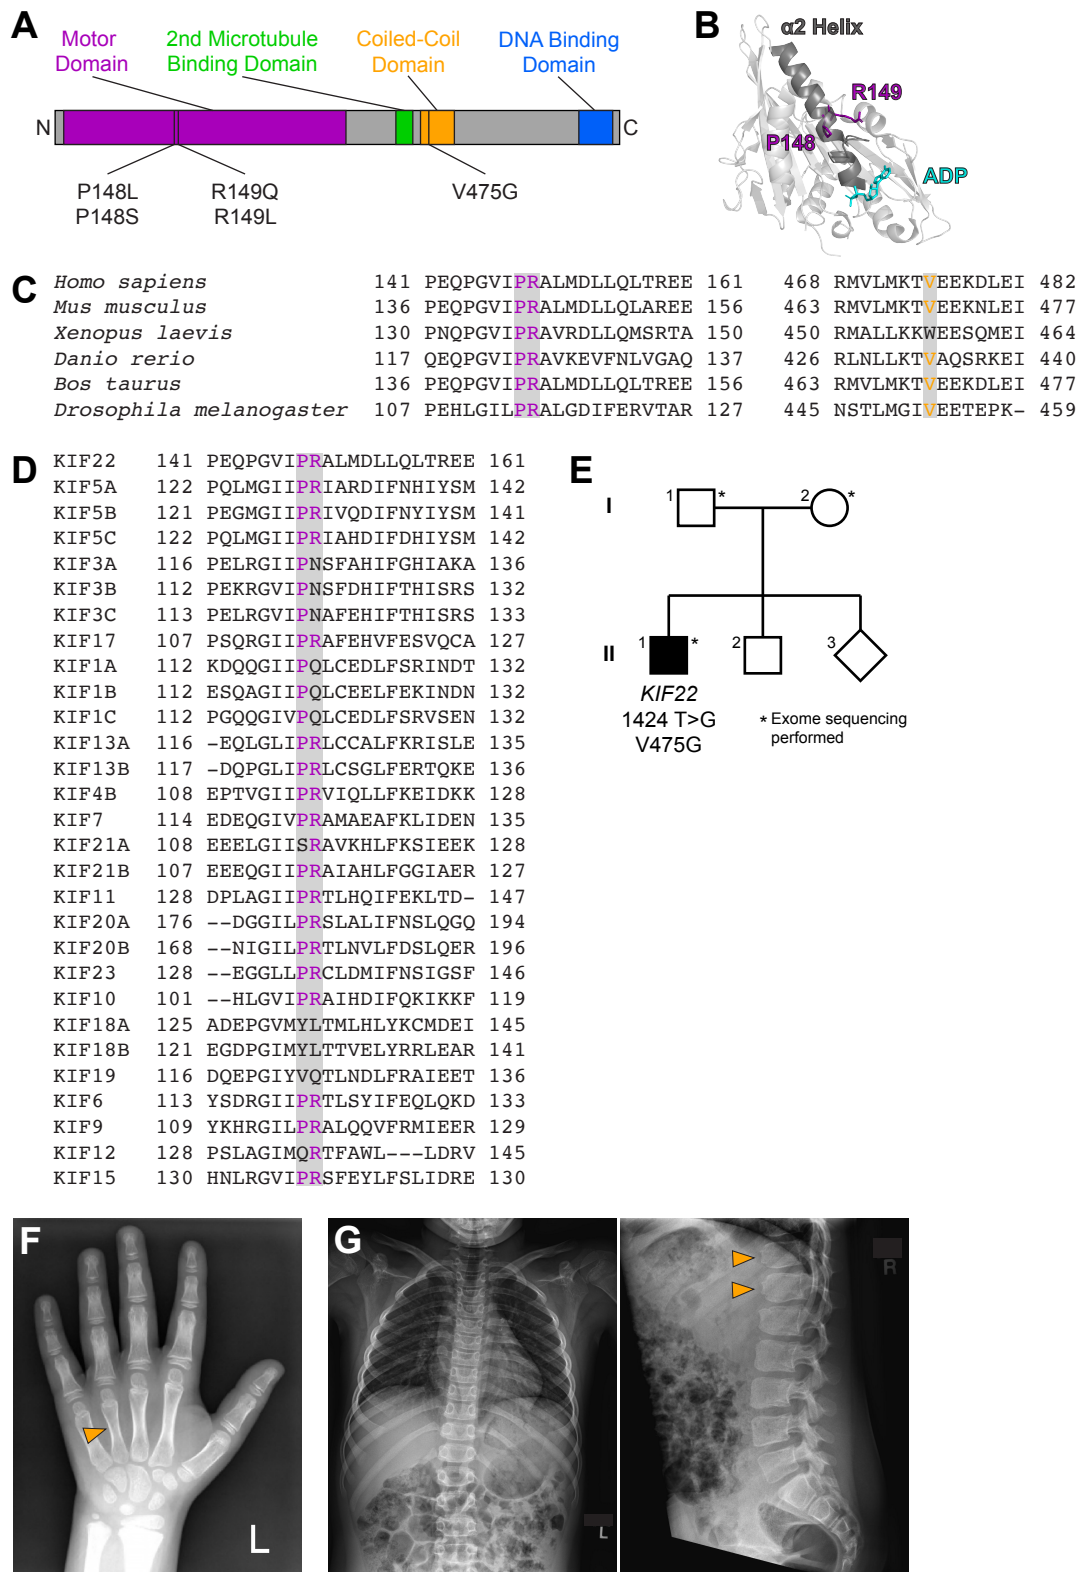 A
Motor Domain
2nd Microtubule Binding Domain
Coiled-Coil Domain
DNA Binding Domain
N
C
P148L
P148S
R149Q
R149L
V475G
B
α2 Helix
R149
P148
ADP
C
Homo sapiens 141 PEQPGVIPRALMDLLQLTREE 161 468 RMVLMKTVEEKDLEI 482
Mus musculus 136 PEQPGVIPRALMDLLQLAREE 156 463 RMVLMKTVEEKNLEI 477
Xenopus laevis 130 PNQPGVIPRAVRDLLQMSRTA 150 450 RMALLKKWEESQMEI 464
Danio rerio 117 QEQPGVIPRAVKEVFNLVGAQ 137 426 RLNLLKTVAQSRKEI 440
Bos taurus 136 PEQPGVIPRALMDLLQLTREE 156 463 RMVLMKTVEEKDLEI 477
Drosophila melanogaster 107 PEHLGILPRALGDIFERVTAR 127 445 NSTLMGIVEETEPK- 459
D
KIF22 141 PEQPGVIPRALMDLLQLTREE 161
KIF5A 122 PQLMGIIPRIARDIFNHIYSM 142
KIF5B 121 PEGMGIIPRIVQDIFNYIYSM 141
KIF5C 122 PQLMGIIPRIAHDIFDHIYSM 142
KIF3A 116 PELRGIIPNSFAHIFGHIAKA 136
KIF3B 112 PEKRGVIPNSFDHIFTHISRS 132
KIF3C 113 PELRGVIPNAFEHIFTHISRS 133
KIF17 107 PSQRGIIPRAFEHVFESVQCA 127
KIF1A 112 KDQQGIIPQLCEDLFSRINDT 132
KIF1B 112 ESQAGIIPQLCEELFEKINDN 132
KIF1C 112 PGQQGIVPQLCEDLFSRVSEN 132
KIF13A 116 -EQLGLIPRLCCALFKRISLE 135
KIF13B 117 -DQPGLIPRLCSGLFERTQKE 136
KIF4B 108 EPTVGIIPRVIQLLFKEIDKK 128
KIF7 114 EDEQGIVPRAMAEAFKLIDEN 135
KIF21A 108 EEELGIISRAVKHLFKSIEEK 128
KIF21B 107 EEEQGIIPRAIAHLFGGIAER 127
KIF11 128 DPLAGIIPRTLHQIFEKLTD- 147
KIF20A 176 --DGGILPRSLALIFNSLQGQ 194
KIF20B 168 --NIGILPRTLNVLFDSLQER 196
KIF23 128 --EGGLLPRCLDMIFNSIGSF 146
KIF10 101 --HLGVIPRAIHDIFQKIKKF 119
KIF18A 125 ADEPGVMYLTMLHLYKCMDEI 145
KIF18B 121 EGDPGIMYLTTVELYRRLEAR 141
KIF19 116 DQEPGIYVQTLNDLFRAIEET 136
KIF6 113 YSDRGIIPRTLSYIFEQLQKD 133
KIF9 109 YKHRGILPRALQQVFRMIEER 129
KIF12 128 PSLAGIMQRTFAWL---LDRV 145
KIF15 130 HNLRGVIPRSFEYLFSLIDRE 130
E
I
1
*
2
*
II
1
*
2
3
KIF22
1424 T>G
V475G
* Exome sequencing performed
F
L
G
L
R